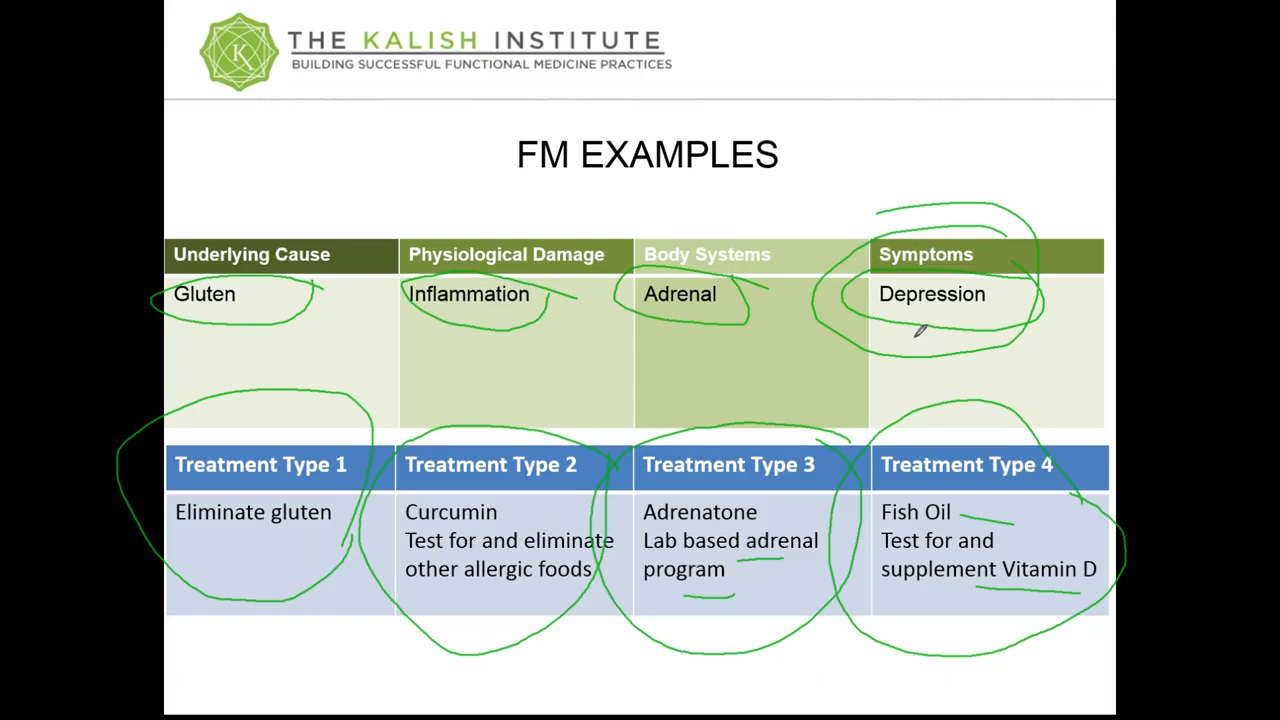 THE KALISH INSTITUTE
BUILDING SUCCESSFUL FUNCTIONAL MEDICINE PRACTICES
FM EXAMPLES
Underlying Cause Physiological Damage Body Systems Symptoms
Gluten Inflammation Adrenal Depression
Treatment Type 1 Treatment Type 2 Treatment Type 3 Treatment Type 4
Eliminate gluten Curcumin Adrenatone Fish Oil
Test for and eliminate Lab based adrenal Test for and
other allergic foods program supplement Vitamin D